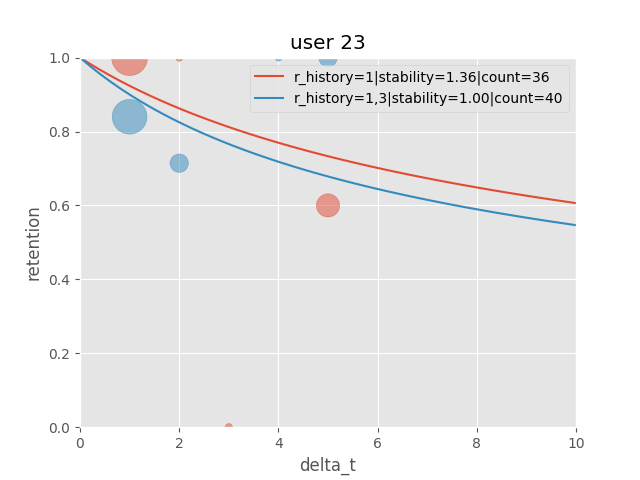 user 23
r_history=1|stability=1.36|count=36
r_history=1,3|stability=1.00|count=40
1.0
0.8
0.6
0.4
0.2
0.0
retention
0 2 4 6 8 10
delta_t